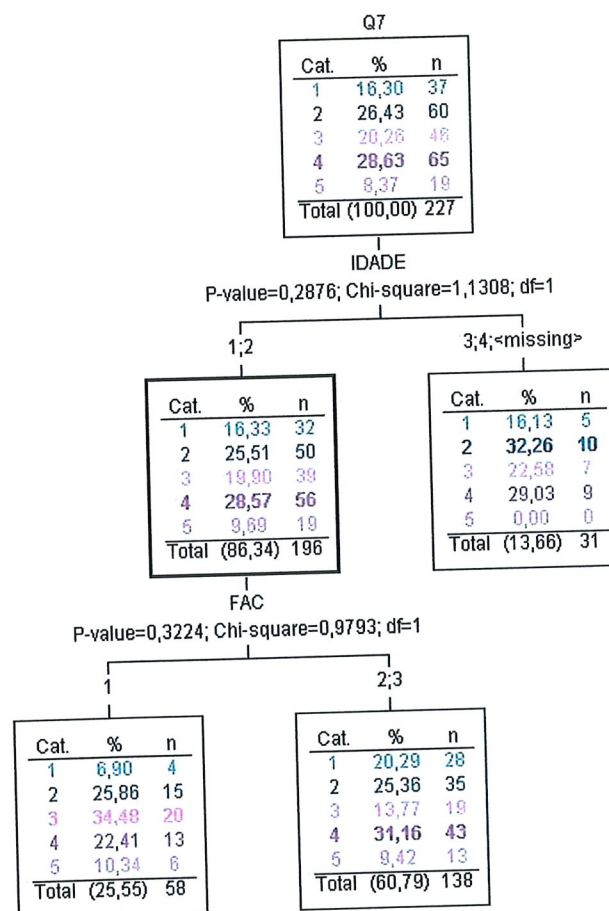 Q7
Cat. % n
1 16,30 37
2 26,43 60
3 20,26 46
4 28,63 65
5 8,37 19
Total (100,00) 227
IDADE
P-value=0,2876; Chi-square=1,1308; df=1
1;2
3;4;<missing>
Cat. % n
1 16,33 32
2 25,51 50
3 19,90 39
4 28,57 56
5 9,69 19
Total (86,34) 196
Cat. % n
1 16,13 5
2 32,26 10
3 22,58 7
4 29,03 9
5 0,00 0
Total (13,66) 31
FAC
P-value=0,3224; Chi-square=0,9793; df=1
1
2;3
Cat. % n
1 6,90 4
2 25,86 15
3 34,48 20
4 22,41 13
5 10,34 6
Total (25,55) 58
Cat. % n
1 20,29 28
2 25,36 35
3 13,77 19
4 31,16 43
5 9,42 13
Total (60,79) 138